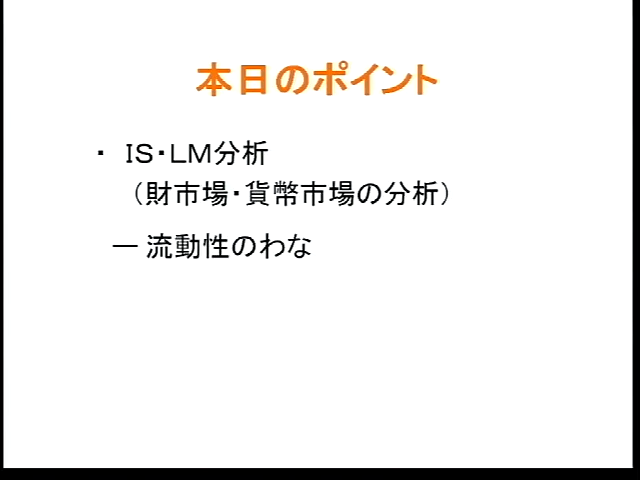 本日のポイント
・ IS・LM分析
（財市場・貨幣市場の分析）
― 流動性のわな